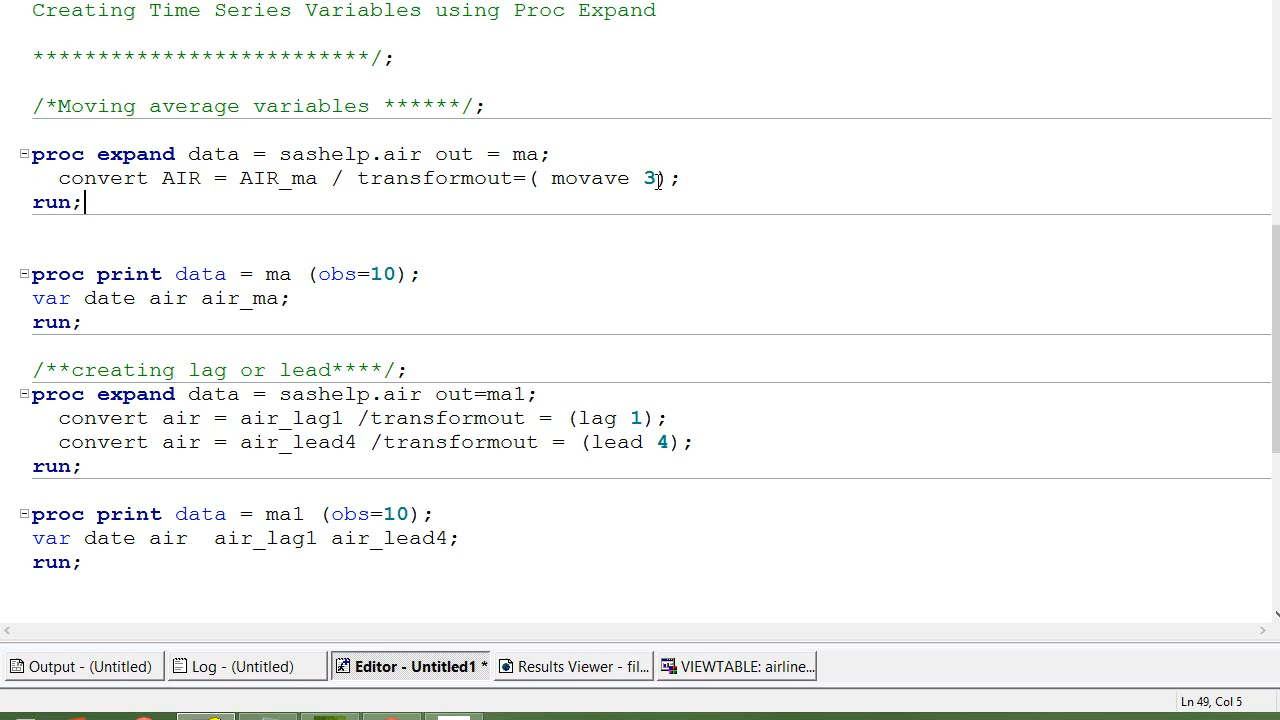 Creating Time Series Variables using Proc Expand
**************************/;
/*Moving average variables ******/;
proc expand data = sashelp.air out = ma;
convert AIR = AIR_ma / transformout=( movave 3);
run;
proc print data = ma (obs=10);
var date air air_ma;
run;
/**creating lag or lead****/;
proc expand data = sashelp.air out=ma1;
convert air = air_lag1 /transformout = (lag 1);
convert air = air_lead4 /transformout = (lead 4);
run;
proc print data = ma1 (obs=10);
var date air  air_lag1 air_lead4;
run;
Output - (Untitled)
Log - (Untitled)
Editor - Untitled1 *
Results Viewer - fil...
VIEWTABLE: airline...
Ln 49, Col 5